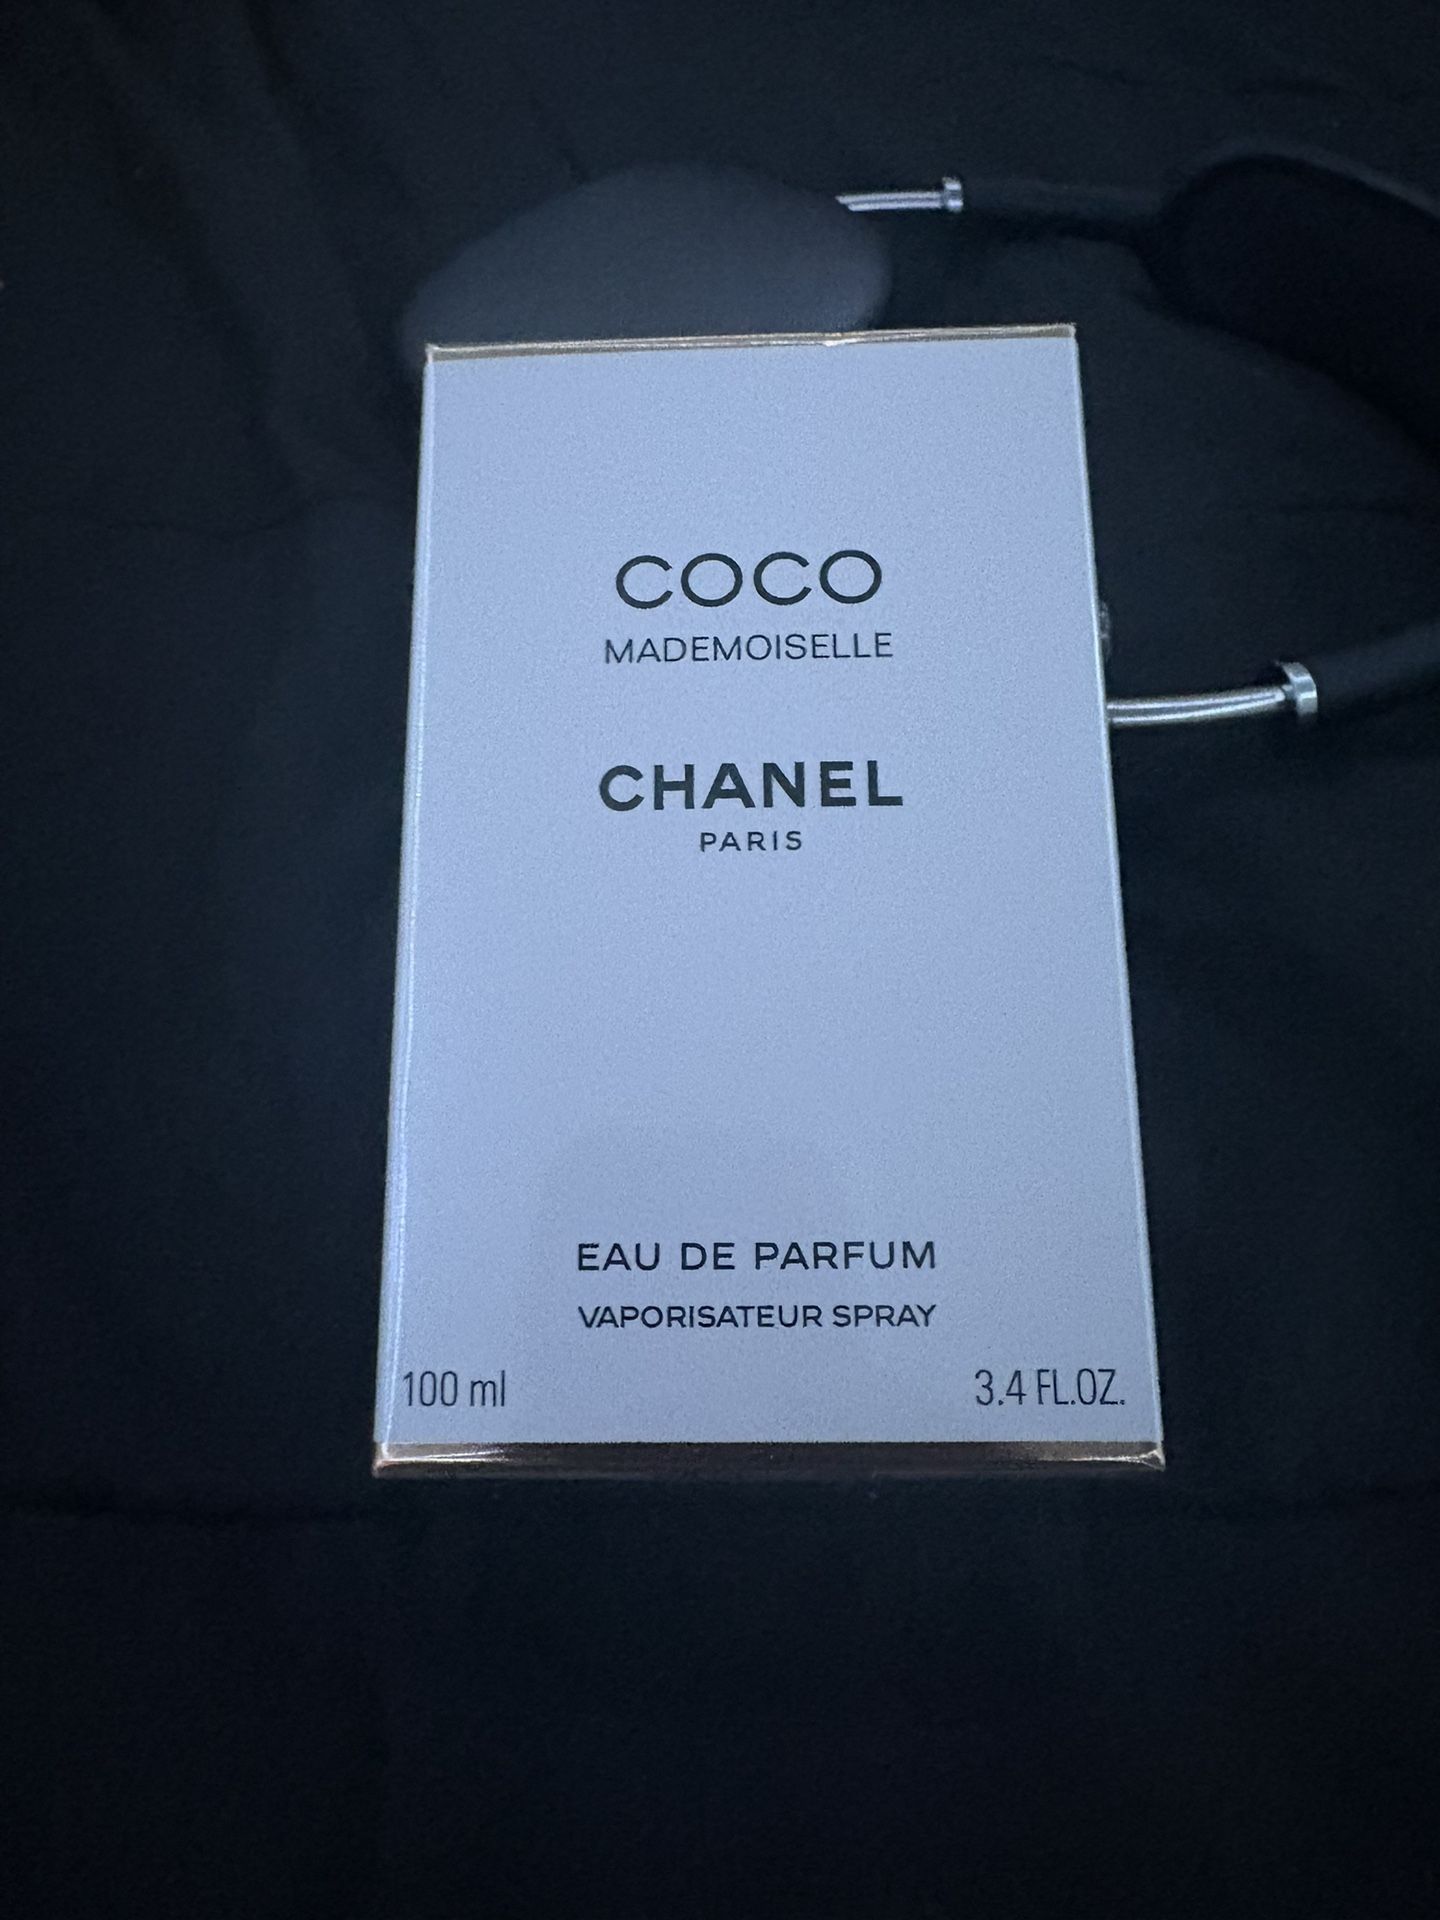 COCO
MADEMOISELLE
CHANEL
PARIS
EAU DE PARFUM
VAPORISATEUR SPRAY
100 ml 3.4 FL.OZ.